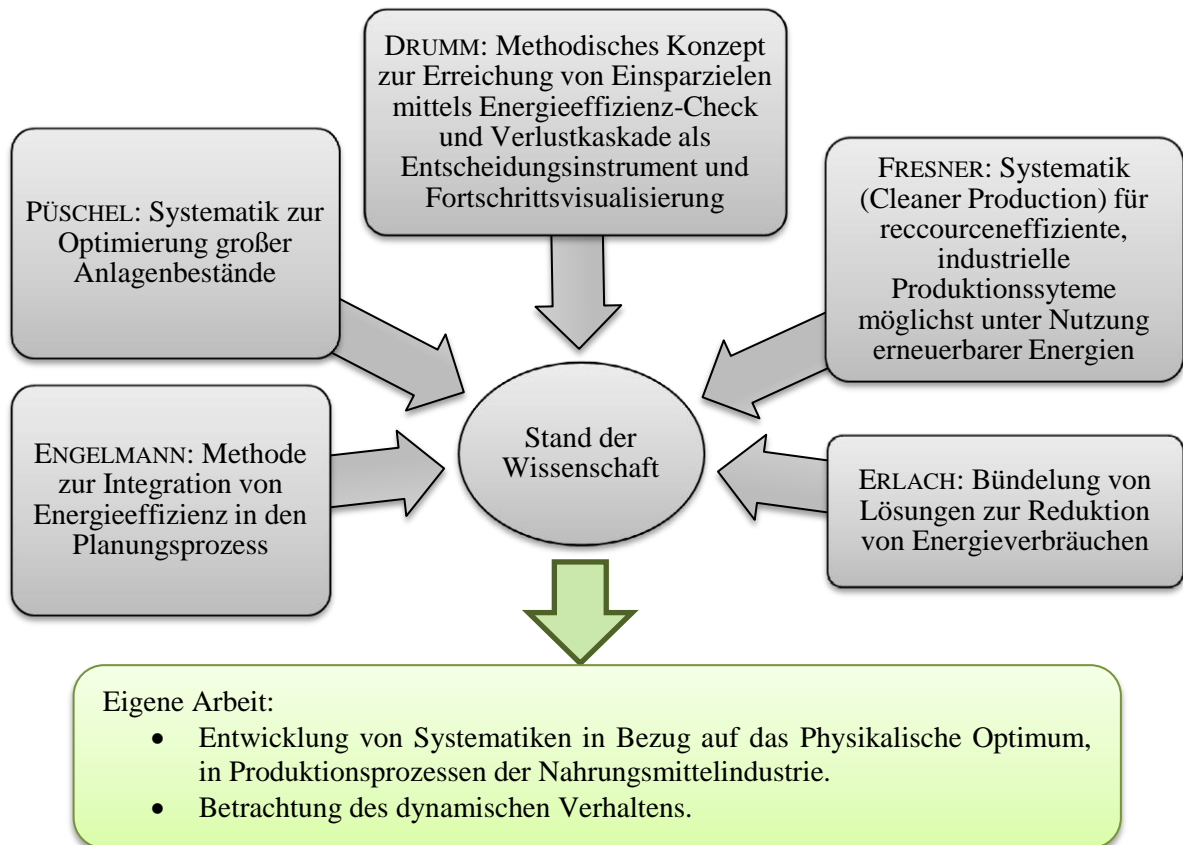 DRUMM: Methodisches Konzept
zur Erreichung von Einsparzielen
mittels Energieeffizienz-Check
und Verlustkaskade als
Entscheidungsinstrument und
Fortschrittsvisualisierung
PÜSCHEL: Systematik zur
Optimierung großer
Anlagenbestände
FRESNER: Systematik
(Cleaner Production) für
reccourceneffiziente,
industrielle
Produktionssyteme
möglichst unter Nutzung
erneuerbarer Energien
ENGELMANN: Methode
zur Integration von
Energieeffizienz in den
Planungsprozess
Stand der
Wissenschaft
ERLACH: Bündelung von
Lösungen zur Reduktion
von Energieverbräuchen
Eigene Arbeit:
• Entwicklung von Systematiken in Bezug auf das Physikalische Optimum,
in Produktionsprozessen der Nahrungsmittelindustrie.
• Betrachtung des dynamischen Verhaltens.